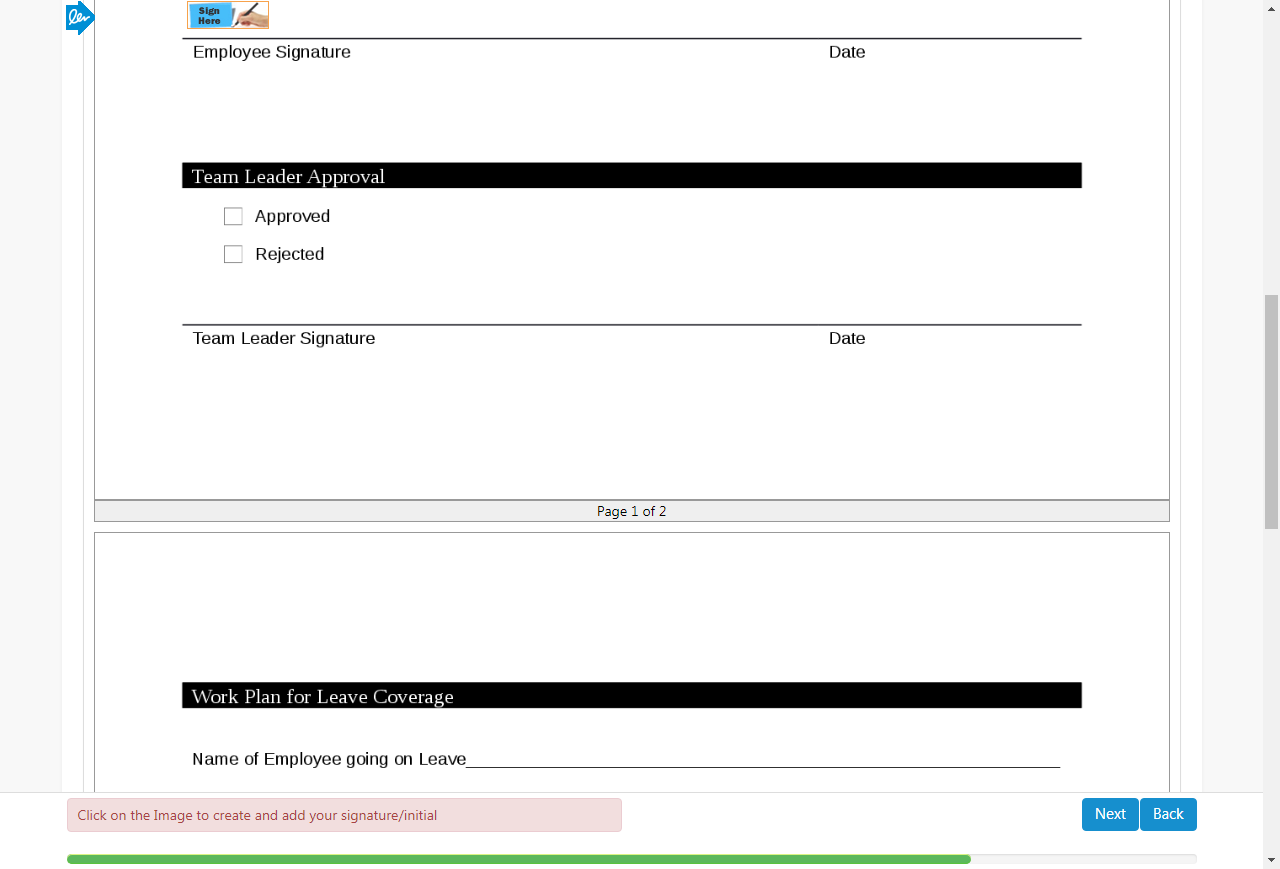 Sign
Here
Employee Signature Date
Team Leader Approval
Approved
Rejected
Team Leader Signature Date
Page 1 of 2
Work Plan for Leave Coverage
Name of Employee going on Leave
Click on the Image to create and add your signature/initial
Next Back